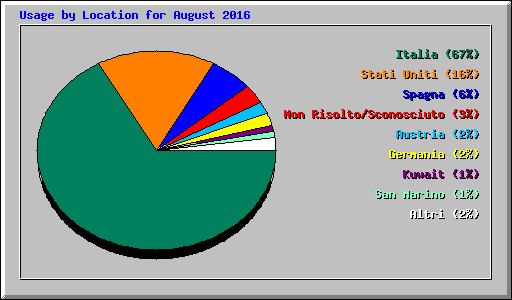 Usage by Location for August 2016
Italia (67%)
Stati Uniti (16%)
Spagna (6%)
Non Risolto/Sconosciuto (3%)
Austria (2%)
Germania (2%)
Kuwait (1%)
San Marino (1%)
Altri (2%)